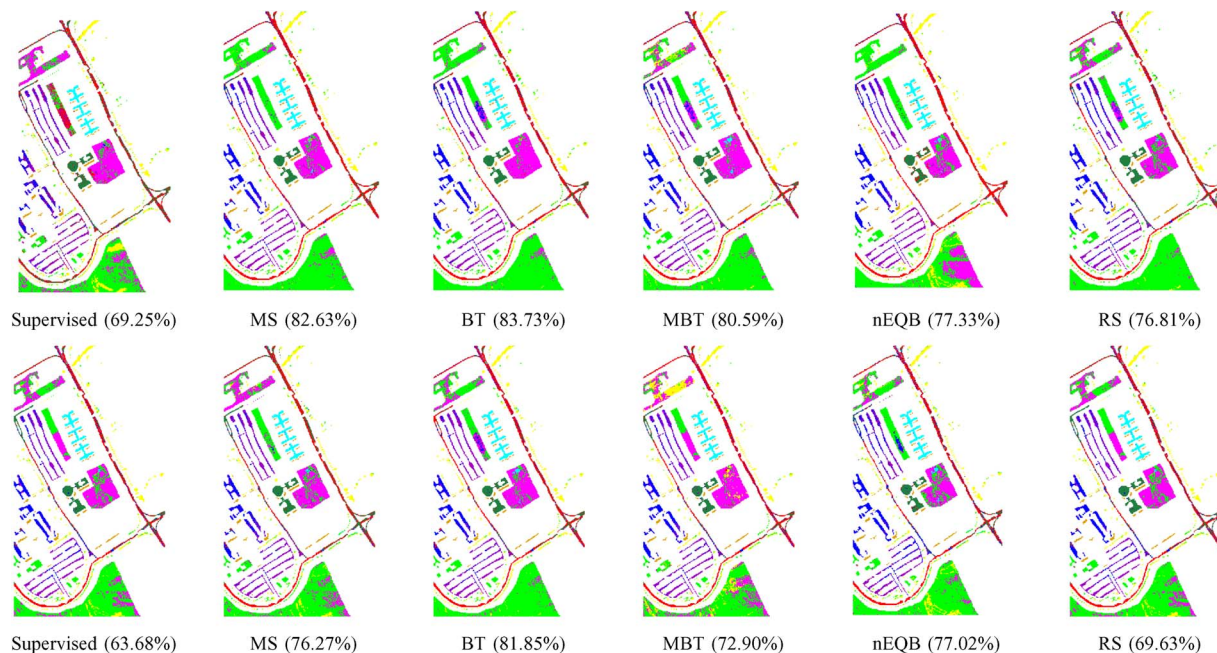 Supervised (69.25%) MS (82.63%) BT (83.73%) MBT (80.59%) nEQB (77.33%) RS (76.81%)
Supervised (63.68%) MS (76.27%) BT (81.85%) MBT (72.90%) nEQB (77.02%) RS (69.63%)